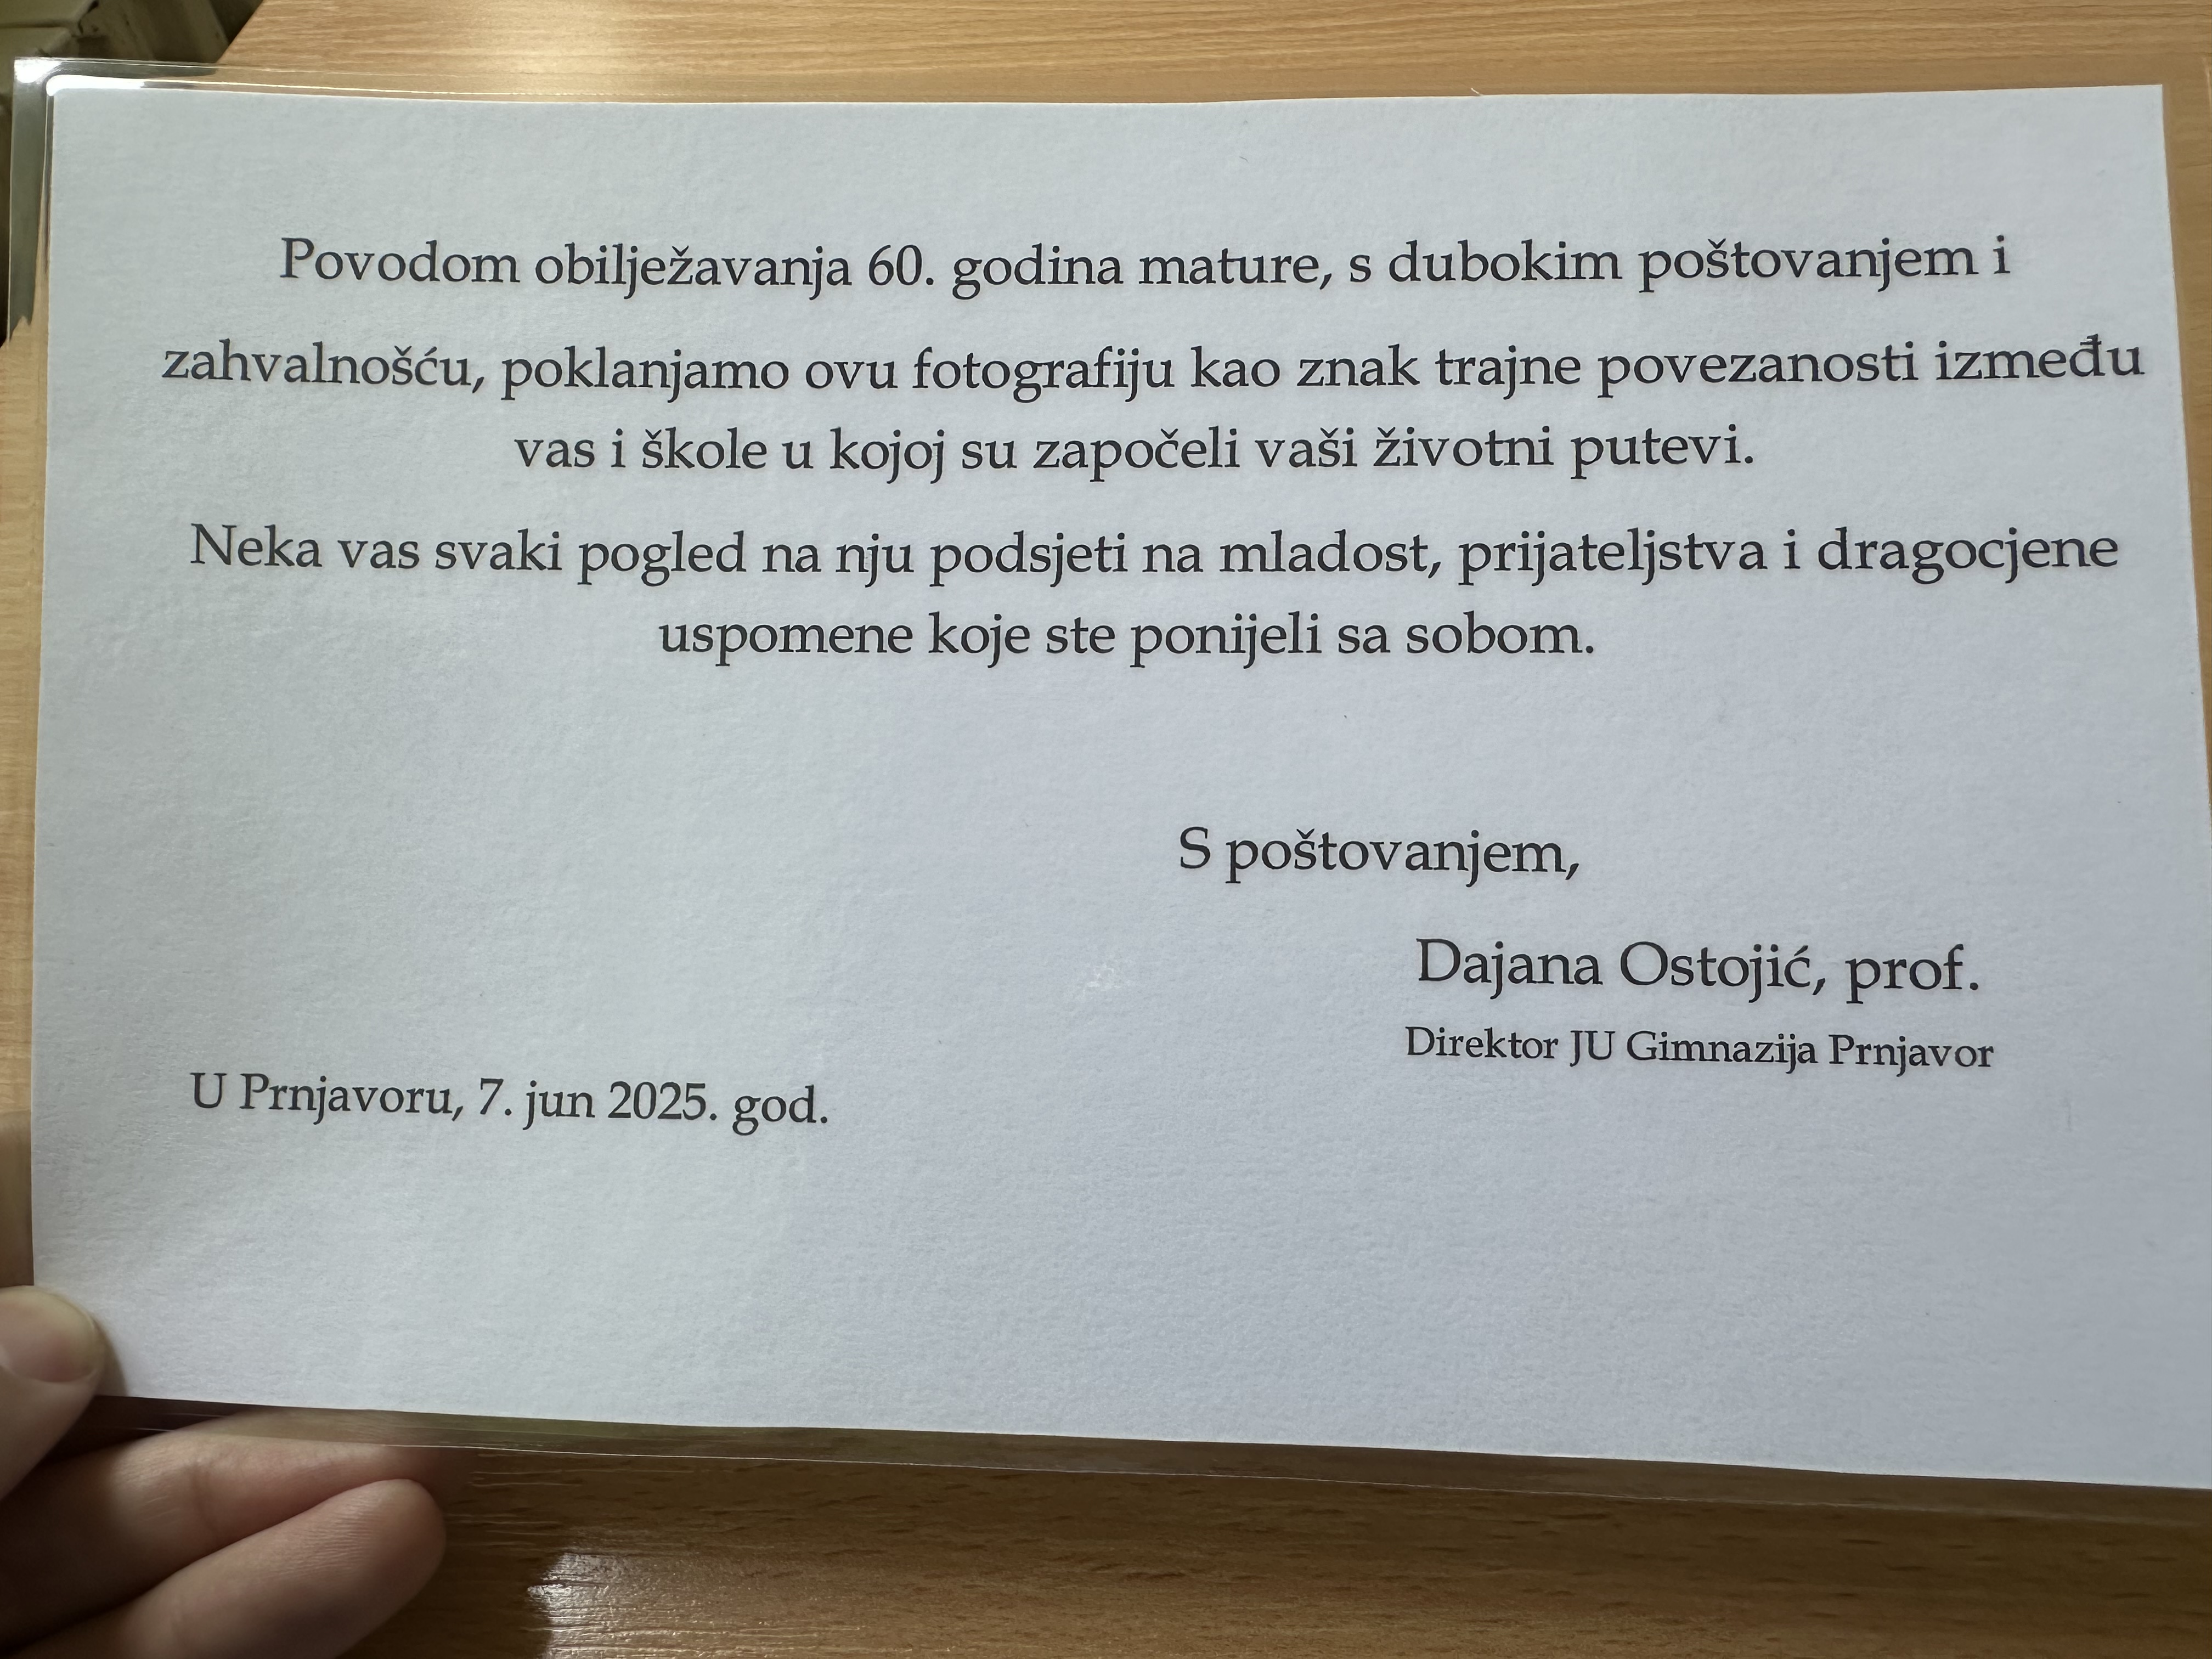 Povodom obilježavanja 60. godina mature, s dubokim poštovanjem i
zahvalnošću, poklanjamo ovu fotografiju kao znak trajne povezanosti između
vas i škole u kojoj su započeli vaši životni putevi.
Neka vas svaki pogled na nju podsjeti na mladost, prijateljstva i dragocjene
uspomene koje ste ponijeli sa sobom.
S poštovanjem,
Dajana Ostojić, prof.
Direktor JU Gimnazija Prnjavor
U Prnjavoru, 7. jun 2025. god.